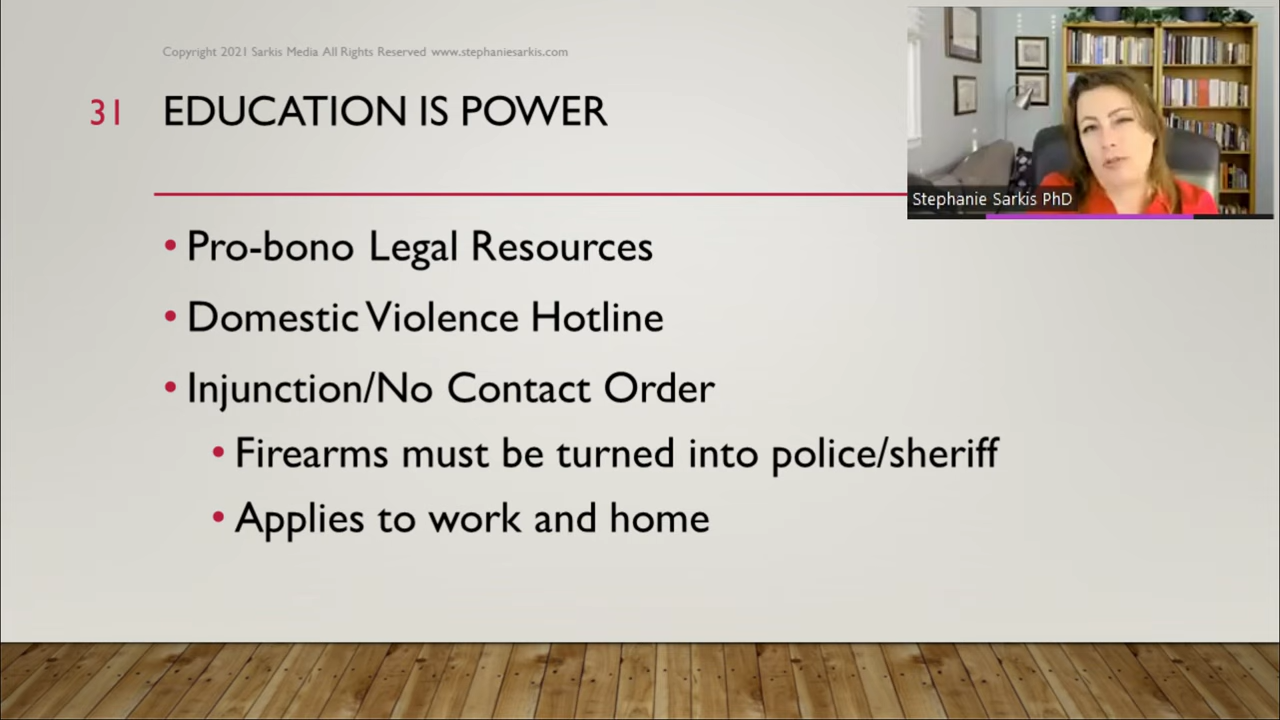 Copyright 2021 Sarkis Media All Rights Reserved www.stephaniesarkis.com
31 EDUCATION IS POWER
Stephanie Sarkis PhD
• Pro-bono Legal Resources
• Domestic Violence Hotline
• Injunction/No Contact Order
• Firearms must be turned into police/sheriff
• Applies to work and home